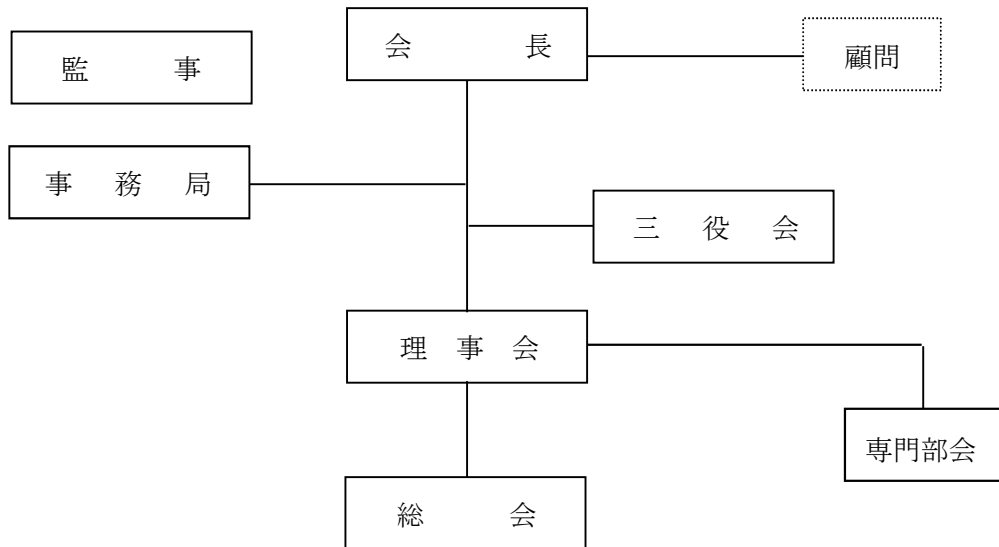 会長
顧問
監事
事務局
三役会
理事会
専門部会
総会